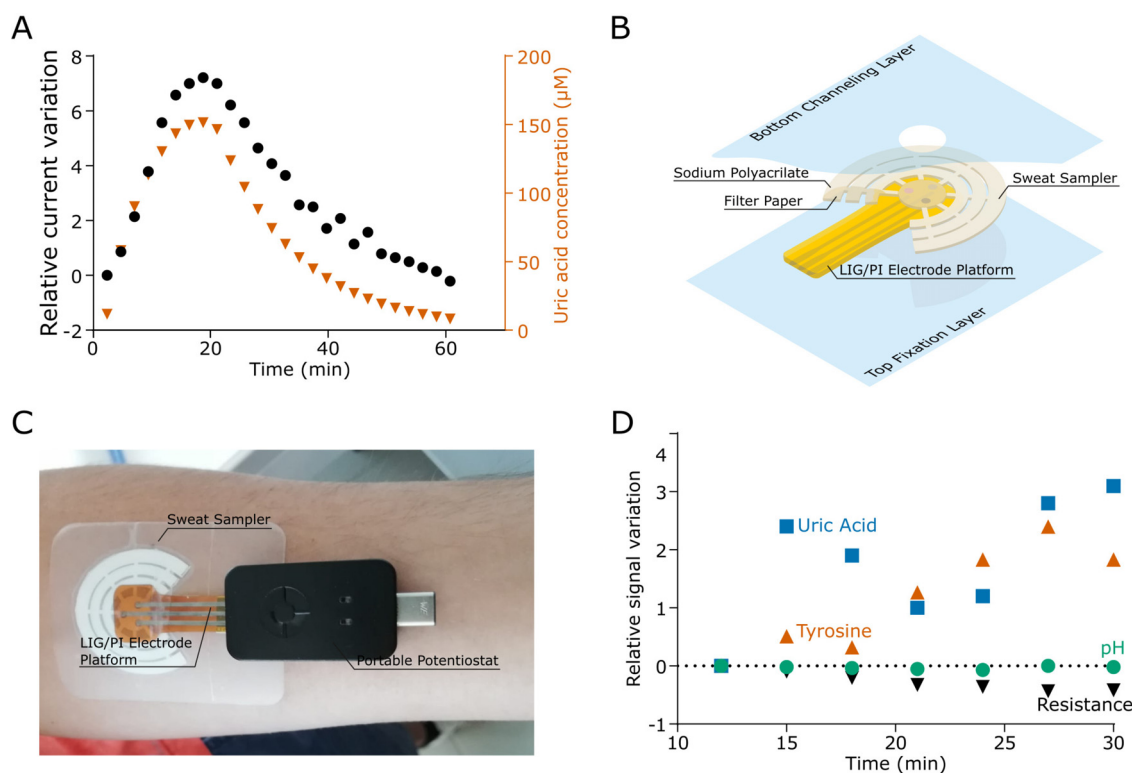 A
Relative current variation
8
6
4
2
0
-2
0
20
40
60
Time (min)
200
150
100
50
0
Uric acid concentration (µM)
B
Bottom Channeling Layer
Sodium Polyacrilate
Filter Paper
Sweat Sampler
LIG/PI Electrode Platform
Top Fixation Layer
C
Sweat Sampler
LIG/PI Electrode
Platform
Portable Potentiostat
D
Relative signal variation
4
3
2
1
0
-1
Uric Acid
Tyrosine
pH
Resistance
10
15
20
25
30
Time (min)